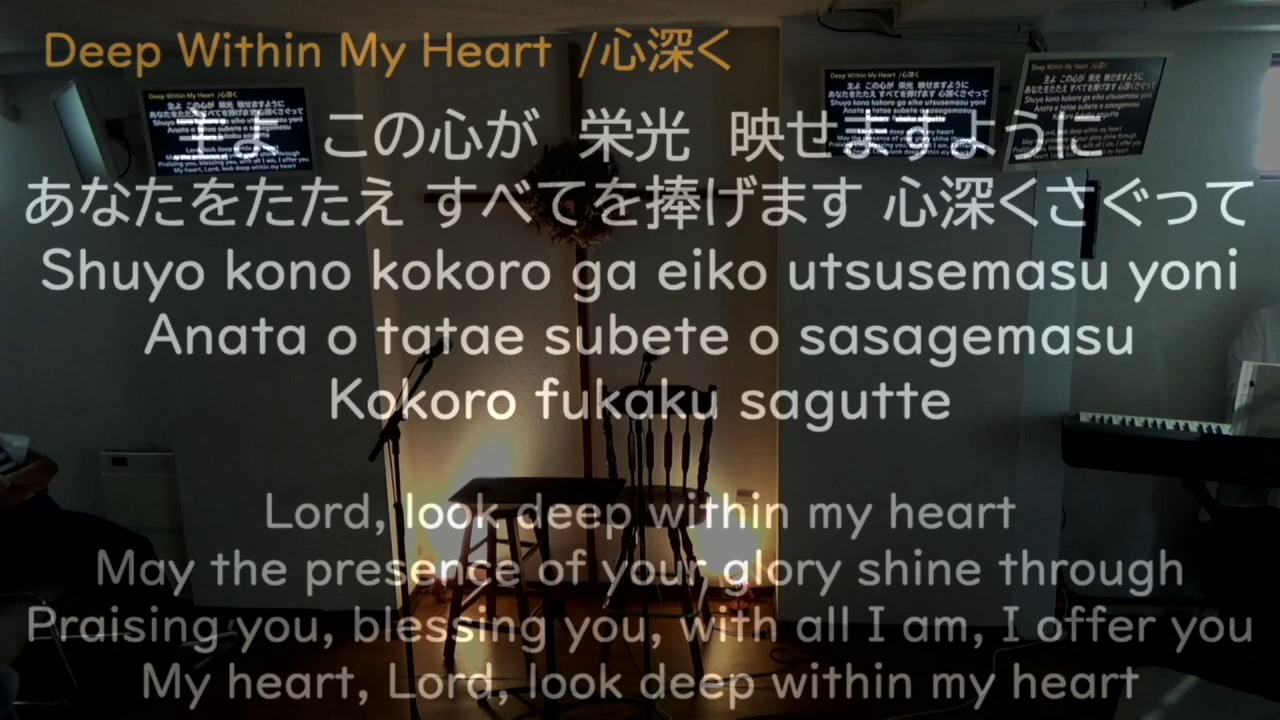 Deep Within My Heart /心深く
主よ この心が 栄光 映せますように
あなたをたたえ すべてを捧げます 心深くさぐって
Shuyo kono kokoro ga eiko utsusemasu yoni
Anata o tatae subete o sasagemasu
Kokoro fukaku sagutte
Lord, look deep within my heart
May the presence of your glory shine through
Praising you, blessing you, with all I am, I offer you
My heart, Lord, look deep within my heart